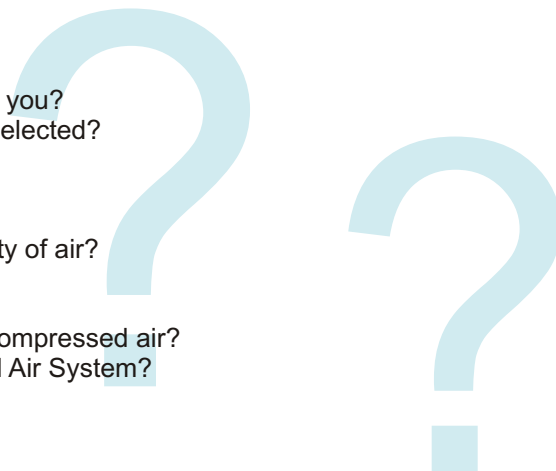 you?
elected?
ty of air?
ompressed air?
Air System?